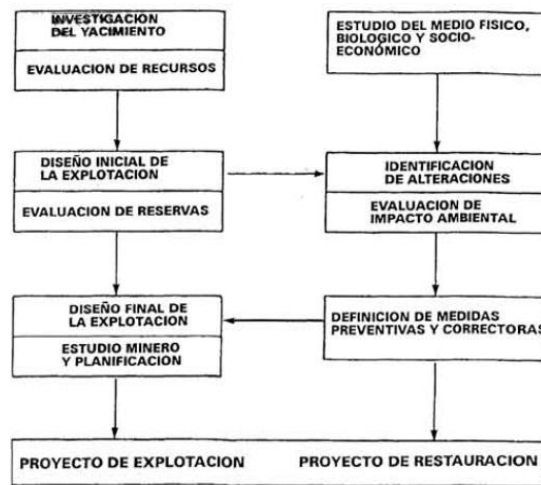 INVESTIGACION
DEL YACIMIENTO
EVALUACION DE RECURSOS
ESTUDIO DEL MEDIO FISICO,
BIOLOGICO Y SOCIO-
ECONÓMICO
DISEÑO INICIAL DE
LA EXPLOTACION
EVALUACION DE RESERVAS
IDENTIFICACION
DE ALTERACIONES
EVALUACION DE
IMPACTO AMBIENTAL
DISEÑO FINAL DE
LA EXPLOTACION
ESTUDIO MINERO
Y PLANIFICACION
DEFINICION DE MEDIDAS
PREVENTIVAS Y CORRECTORAS
PROYECTO DE EXPLOTACION
PROYECTO DE RESTAURACION